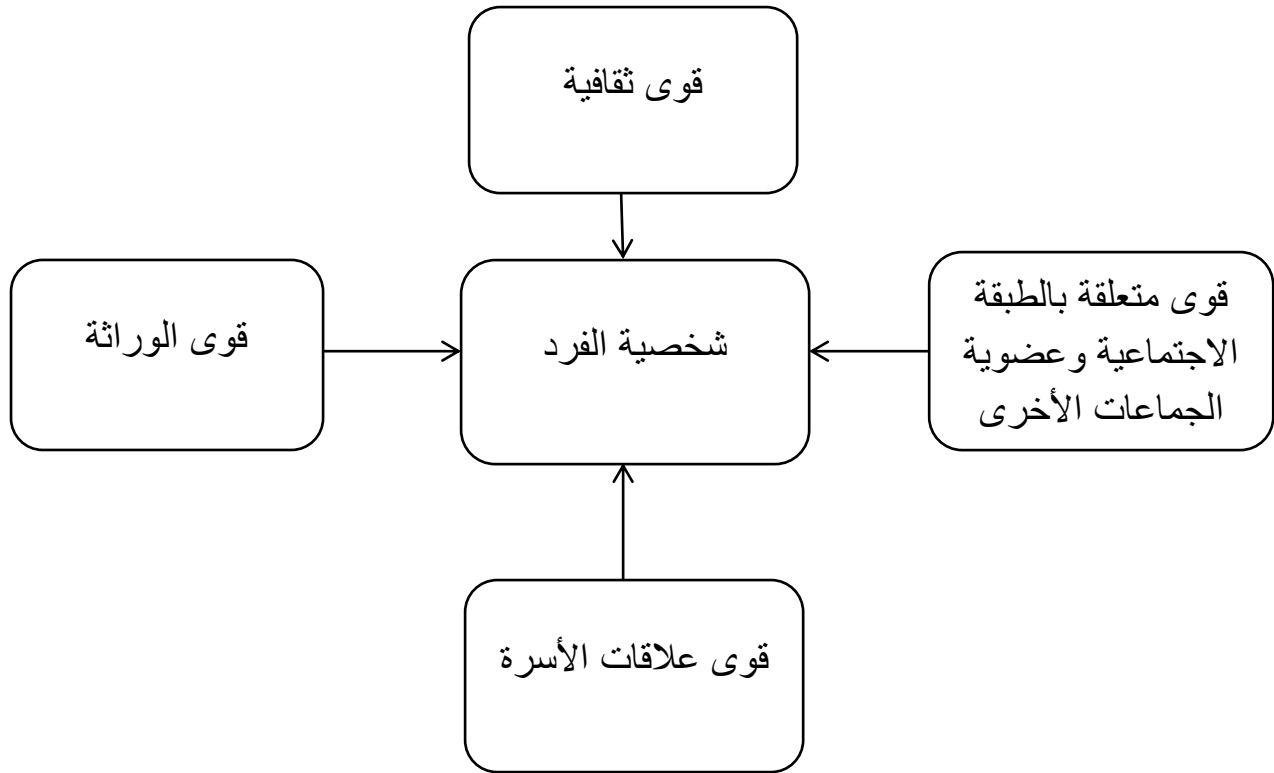 قوى ثقافية
قوى متعلقة بالطبقة
الاجتماعية وعضوية
الجماعات الأخرى
شخصية الفرد
قوى الوراثة
قوى علاقات الأسرة